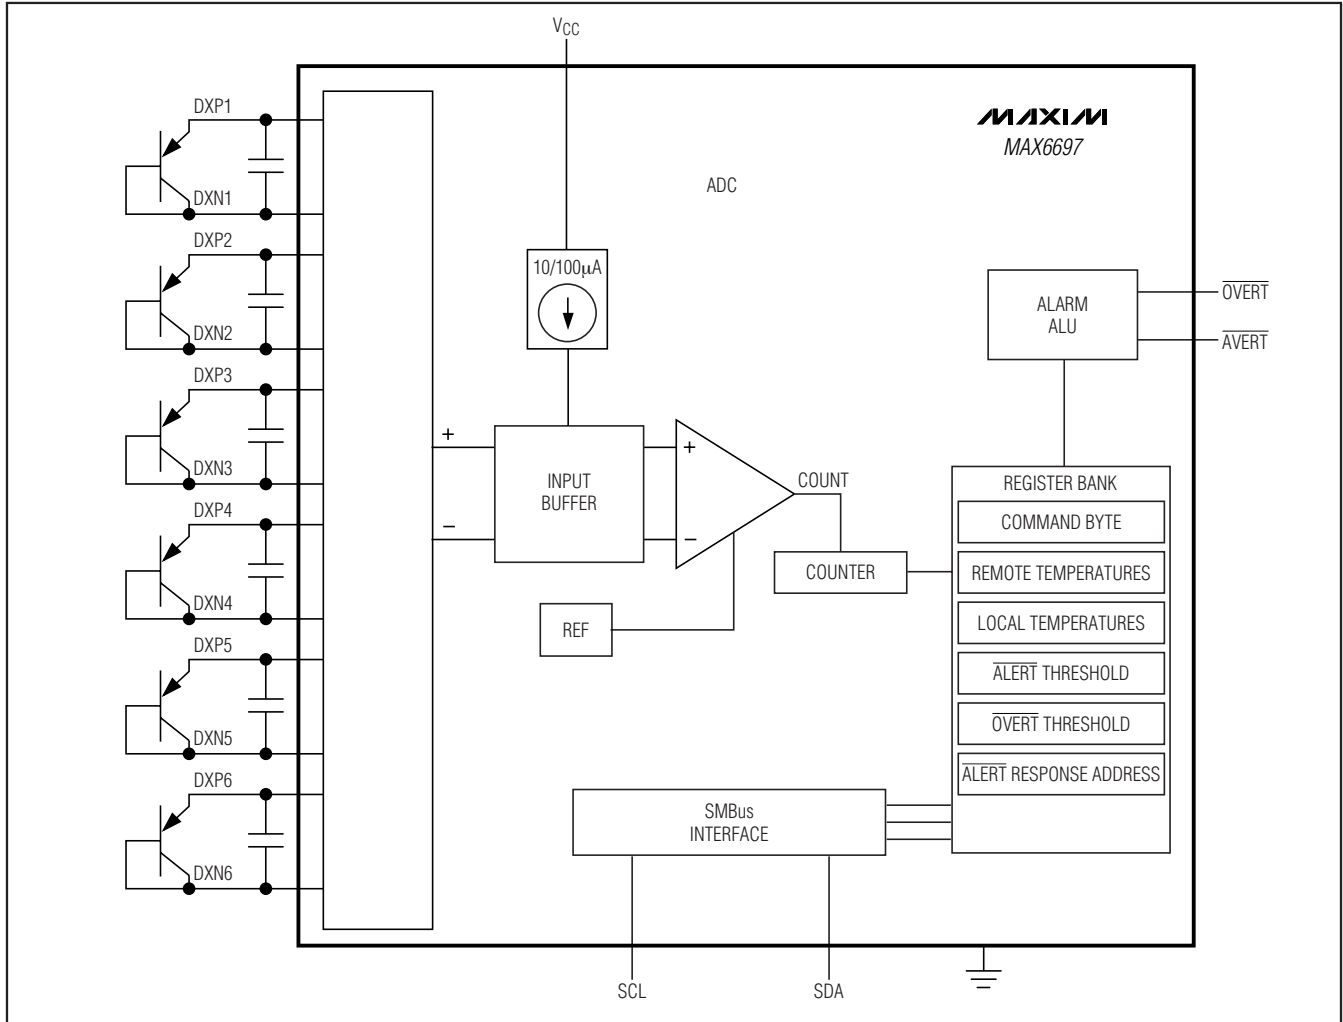 VCC
DXP1
DXN1
DXP2
DXN2
DXP3
DXN3
DXP4
DXN4
DXP5
DXN5
DXP6
DXN6
MAXIM
MAX6697
ADC
10/100µA
+
−
INPUT
BUFFER
+
−
COUNT
COUNTER
REF
ALARM
ALU
OVERT
AVERT
REGISTER BANK
COMMAND BYTE
REMOTE TEMPERATURES
LOCAL TEMPERATURES
ALERT THRESHOLD
OVERT THRESHOLD
ALERT RESPONSE ADDRESS
SMBus
INTERFACE
SCL
SDA